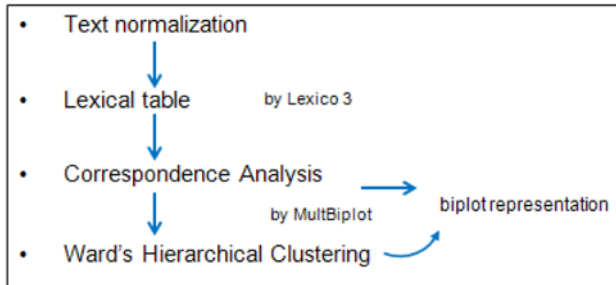 • Text normalization
• Lexical table by Lexico 3
• Correspondence Analysis
biplot representation
by MultBiplot
• Ward's Hierarchical Clustering